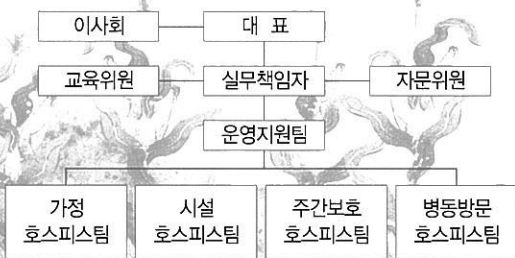 이사회 대 표
교육위원 실무책임자 자문위원
운영지원팀
가정 시설 주간보호 병동방문
호스피스팀 호스피스팀 호스피스팀 호스피스팀